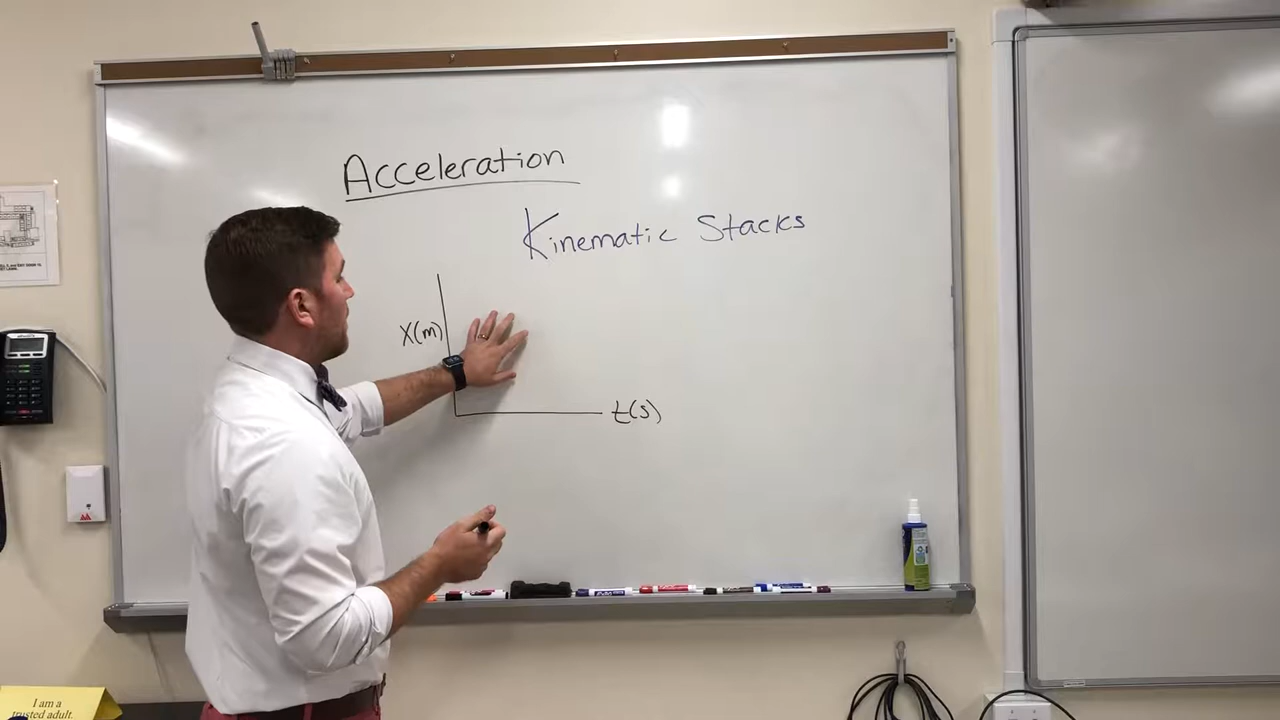 Acceleration
Kinematic Stacks
X(m)
t(s)
I am a
trusted adult.